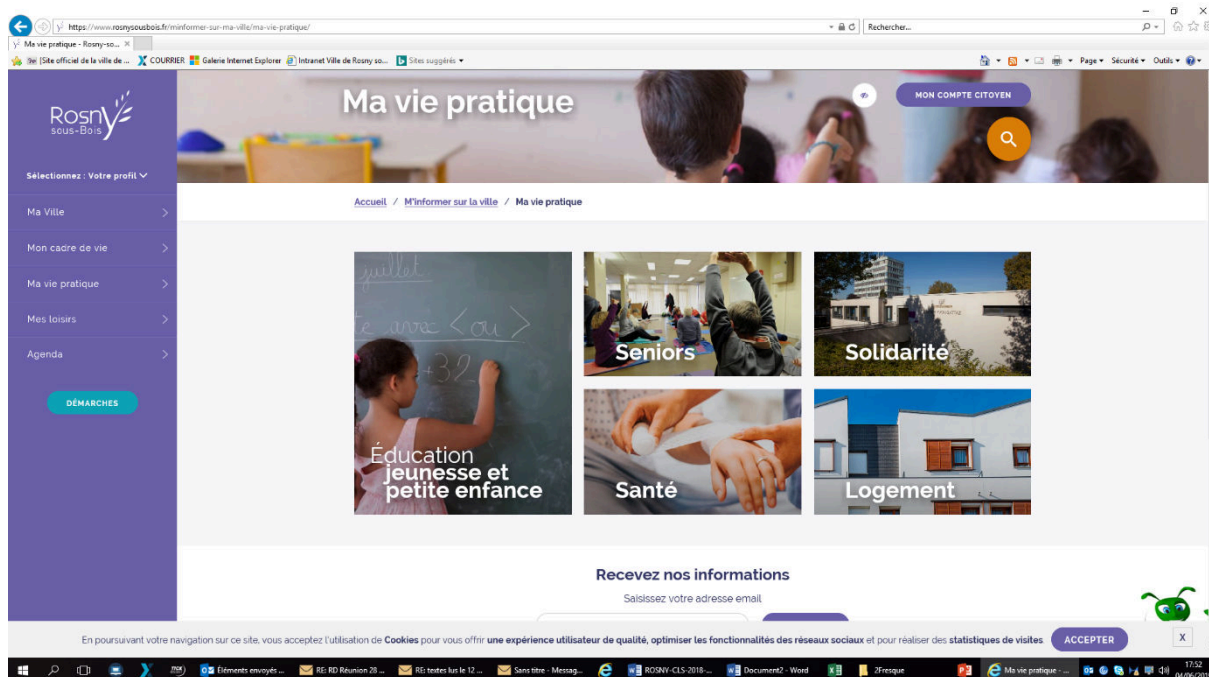 https://www.rosnysousbois.fr/minformer-sur-ma-ville/ma-vie-pratique/
Rechercher...
Ma vie pratique - Rosny-so...
[Site officiel de la ville de ... COURRIER Galerie Internet Explorer Intranet Ville de Rosny so... Sites suggérés
Page Sécurité Outils
Rosny
sous-Bois
Sélectionnez : Votre profil
Ma Ville
Mon cadre de vie
Ma vie pratique
Mes loisirs
Agenda
DÉMARCHES
Ma vie pratique
MON COMPTE CITOYEN
Accueil / M'informer sur la ville / Ma vie pratique
juillet
<ou>
+32
Éducation
jeunesse et
petite enfance
Seniors
Solidarité
Santé
Logement
Recevez nos informations
Saisissez votre adresse email
En poursuivant votre navigation sur ce site, vous acceptez l'utilisation de Cookies pour vous offrir une expérience utilisateur de qualité, optimiser les fonctionnalités des réseaux sociaux et pour réaliser des statistiques de visites.
ACCEPTER
X
Éléments envoyés ... RE: RD Réunion 28 ... RE: textes lus le 12 ... Sans titre - Messag... ROSNY-CLS-2018-... Document2 - Word 2Fresque Ma vie pratique - ...
17:52
04/06/201